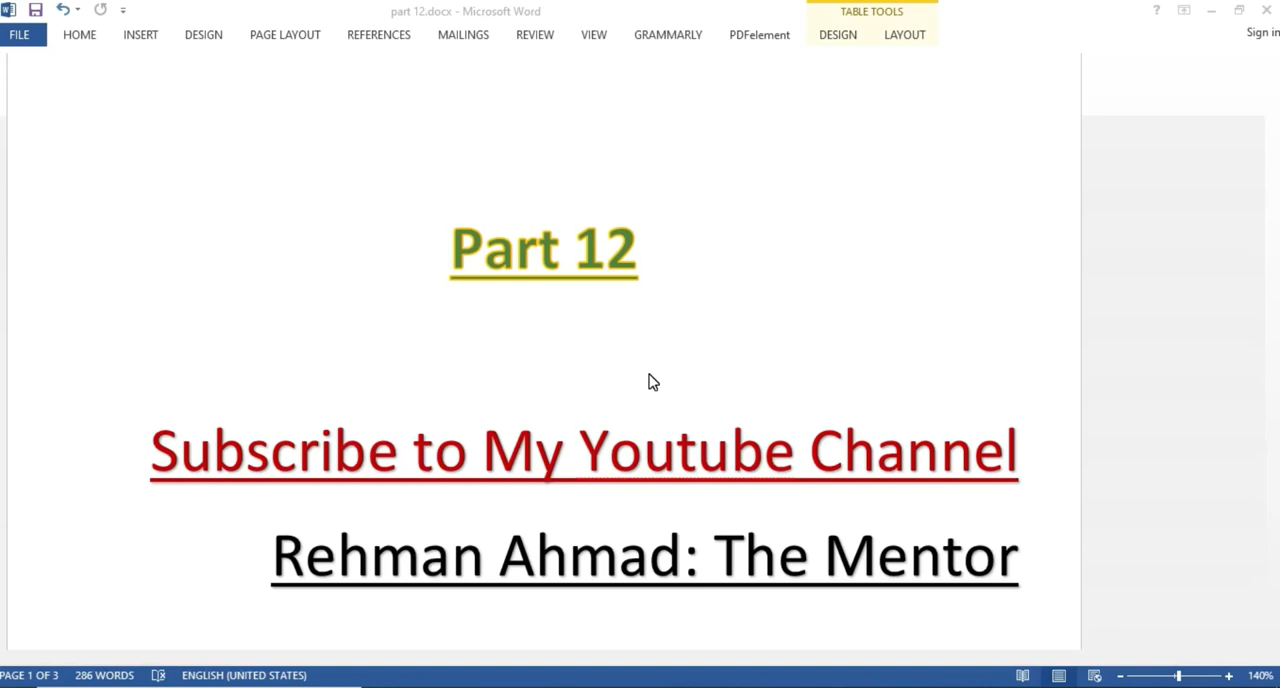 part 12.docx - Microsoft Word
TABLE TOOLS
?
FILE HOME INSERT DESIGN PAGE LAYOUT REFERENCES MAILINGS REVIEW VIEW GRAMMARLY PDFelement DESIGN LAYOUT Sign in
Part 12
Subscribe to My Youtube Channel
Rehman Ahmad: The Mentor
PAGE 1 OF 3 286 WORDS ENGLISH (UNITED STATES) 140%